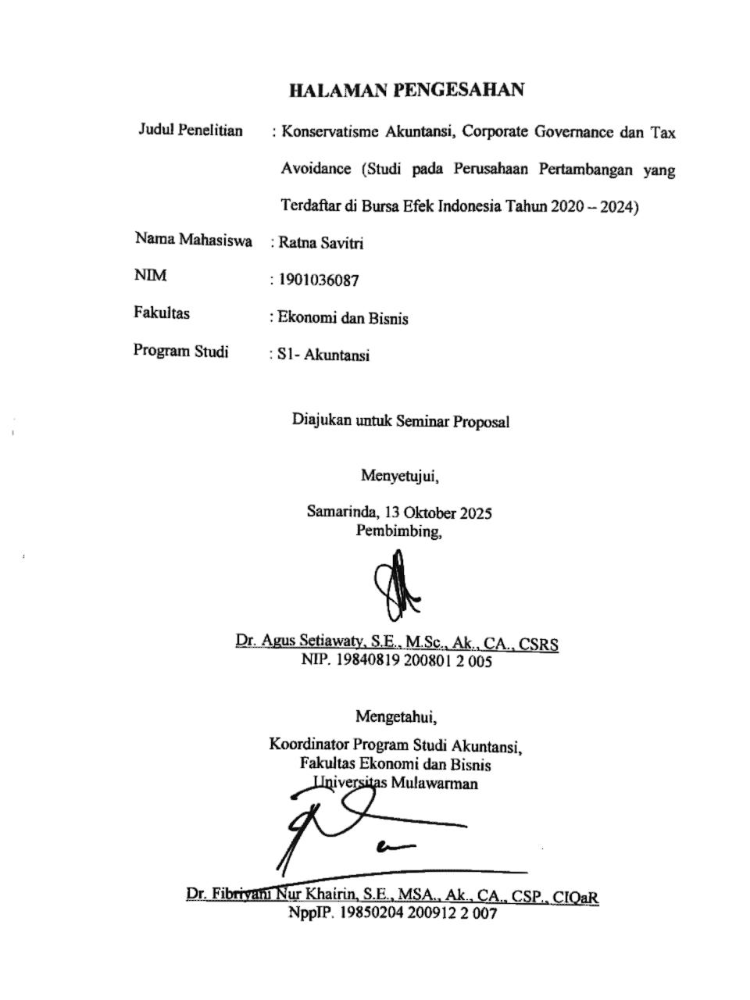 HALAMAN PENGESAHAN
Judul Penelitian : Konservatisme Akuntansi, Corporate Governance dan Tax
Avoidance (Studi pada Perusahaan Pertambangan yang
Terdaftar di Bursa Efek Indonesia Tahun 2020 – 2024)
Nama Mahasiswa : Ratna Savitri
NIM : 1901036087
Fakultas : Ekonomi dan Bisnis
Program Studi : S1- Akuntansi
Diajukan untuk Seminar Proposal
Menyetujui,
Samarinda, 13 Oktober 2025
Pembimbing,
Dr. Agus Setiawaty, S.E., M.Sc., Ak., CA., CSRS
NIP. 19840819 200801 2 005
Mengetahui,
Koordinator Program Studi Akuntansi,
Fakultas Ekonomi dan Bisnis
Universitas Mulawarman
Dr. Fibriyani Nur Khairin, S.E., MSA., Ak., CA., CSP., CIQaR
NppIP. 19850204 200912 2 007